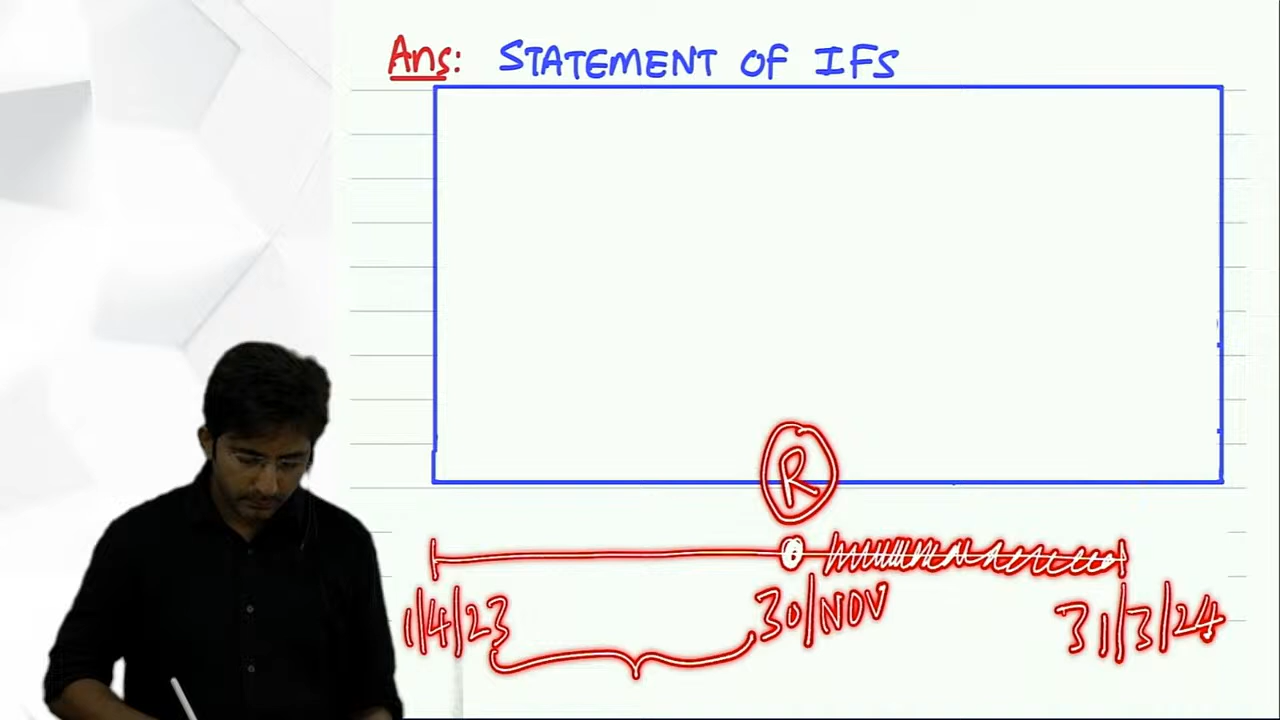 Ans: STATEMENT OF IFS
R
1/4/23 30/NOV 31/3/24